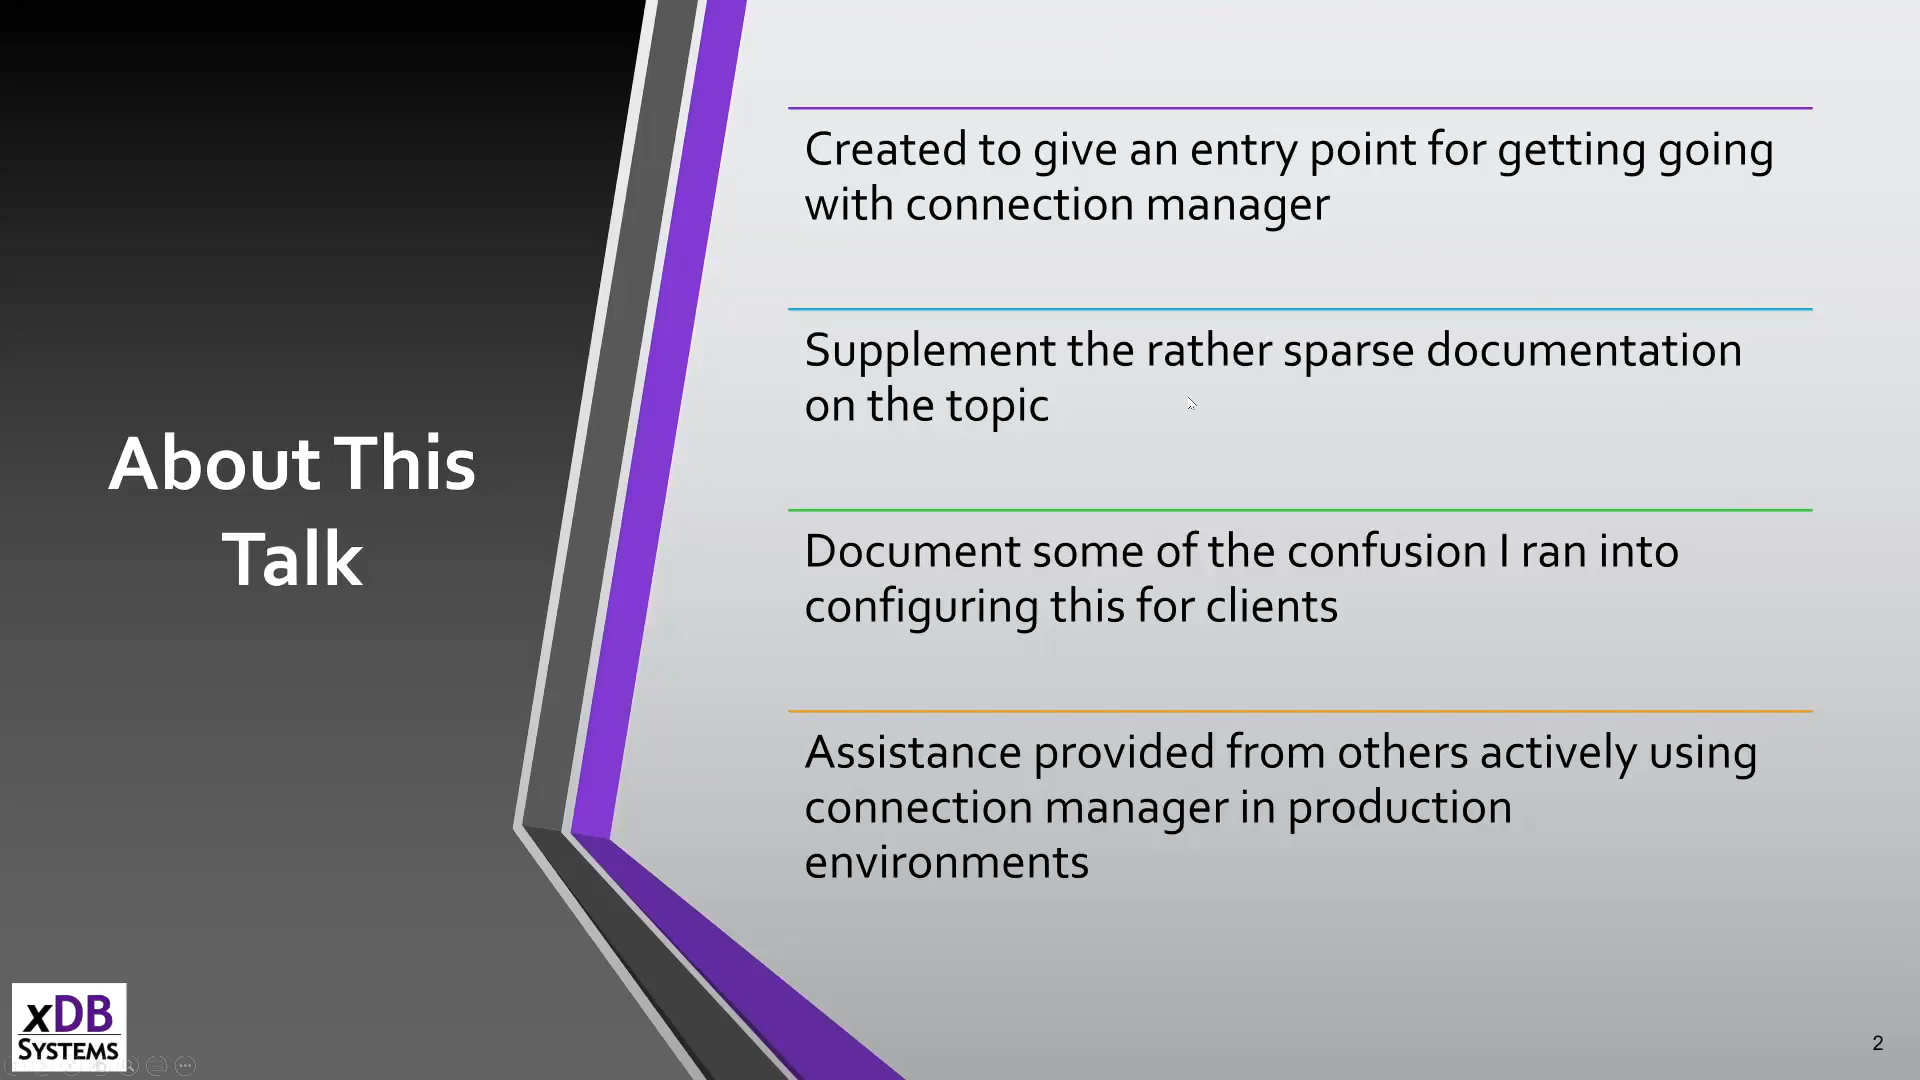 About This
Talk
Created to give an entry point for getting going
with connection manager
Supplement the rather sparse documentation
on the topic
Document some of the confusion I ran into
configuring this for clients
Assistance provided from others actively using
connection manager in production
environments
xDB
SYSTEMS
2